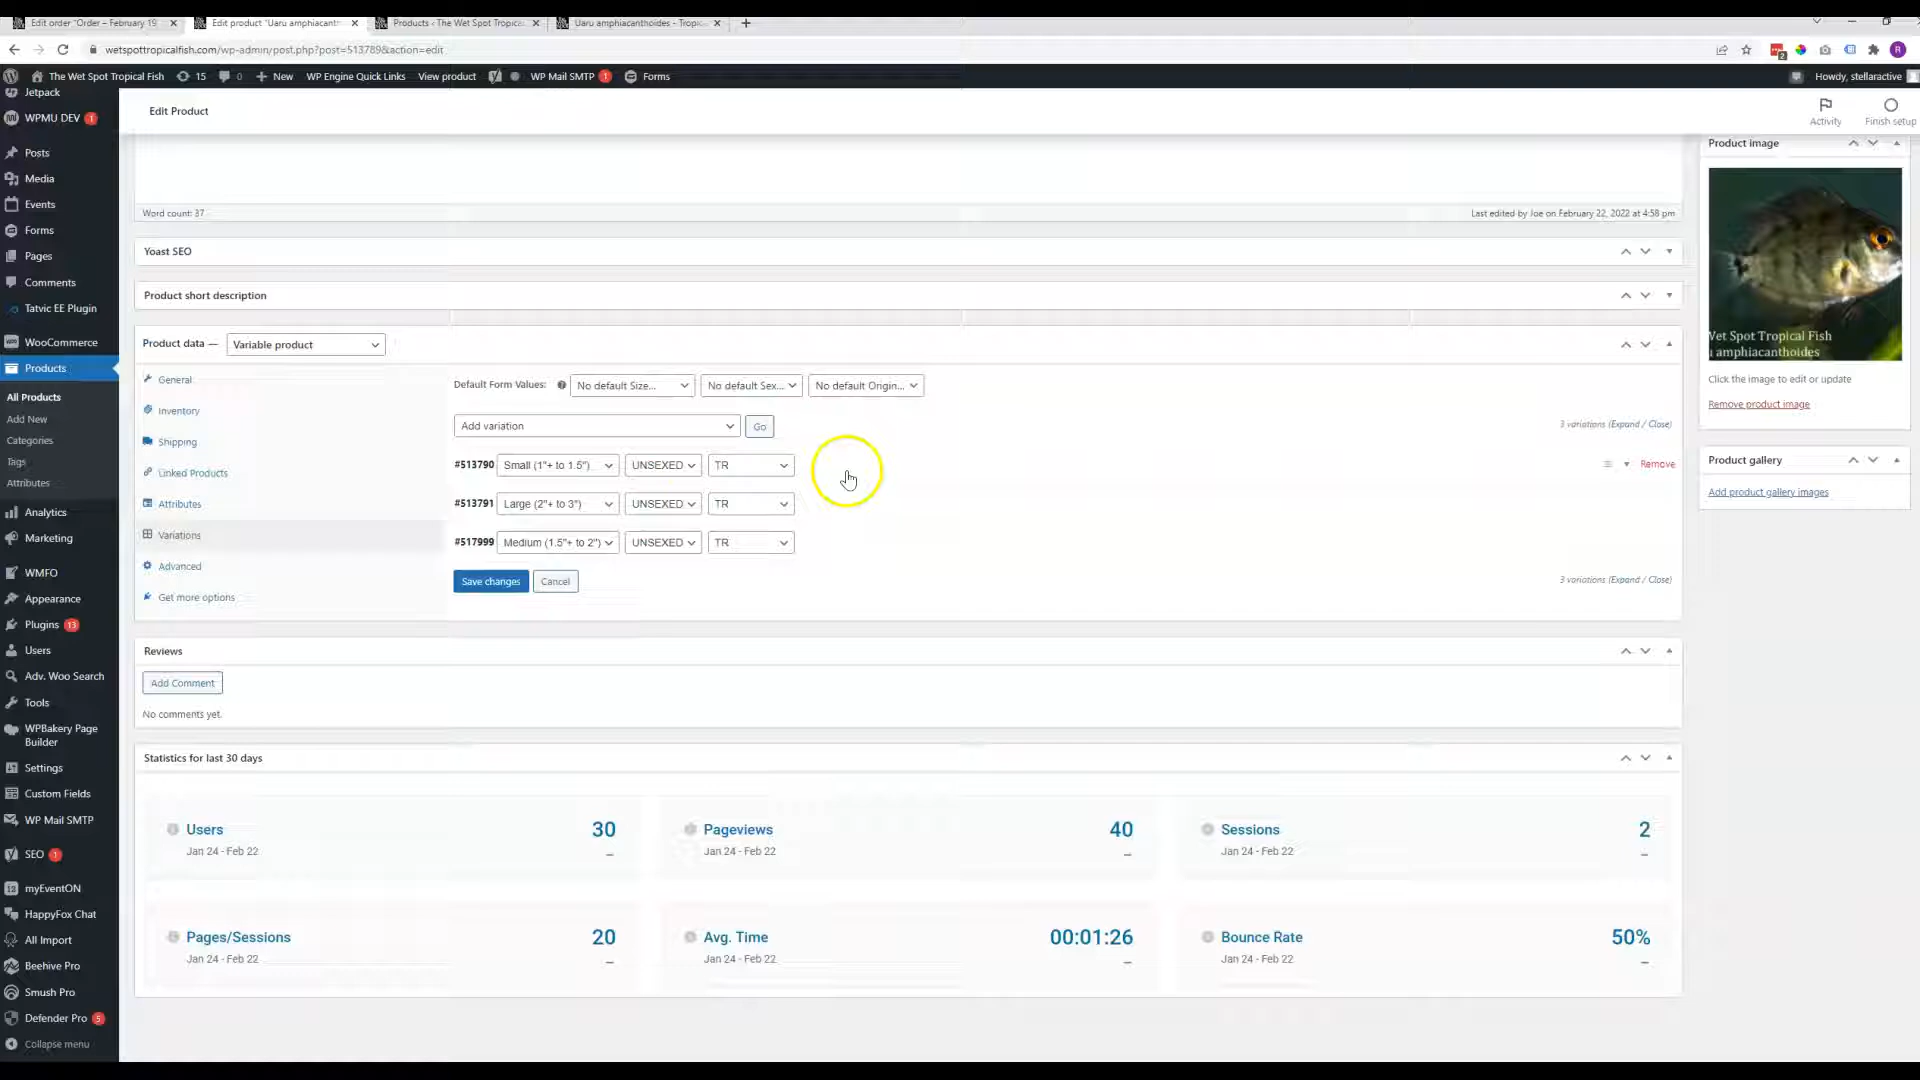 Edit order "Order – February 19
Edit product "Uaru amphiacanth
Products ‹ The Wet Spot Tropica
Uaru amphiacanthoides - Tropic
wetspottropicalfish.com/wp-admin/post.php?post=513789&action=edit
The Wet Spot Tropical Fish
15
0
New
WP Engine Quick Links
View product
WP Mail SMTP 1
Forms
Howdy, stellaractive
Jetpack
WPMU DEV 1
Posts
Media
Events
Forms
Pages
Comments
Tatvic EE Plugin
WooCommerce
Products
All Products
Add New
Categories
Tags
Attributes
Analytics
Marketing
WMFO
Appearance
Plugins 13
Users
Adv. Woo Search
Tools
WPBakery Page
Builder
Settings
Custom Fields
WP Mail SMTP
SEO 1
myEventON
HappyFox Chat
All Import
Beehive Pro
Smush Pro
Defender Pro 5
Collapse menu
Edit Product
Activity
Finish setup
Word count: 37
Last edited by Joe on February 22, 2022 at 4:58 pm
Yoast SEO
Product short description
Product data —
Variable product
General
Inventory
Shipping
Linked Products
Attributes
Variations
Advanced
Get more options
Default Form Values:
No default Size...
No default Sex...
No default Origin...
Add variation
Go
3 variations (Expand / Close)
#513790 Small (1"+ to 1.5") UNSEXED TR
Remove
#513791 Large (2"+ to 3") UNSEXED TR
#517999 Medium (1.5"+ to 2") UNSEXED TR
Save changes
Cancel
3 variations (Expand / Close)
Reviews
Add Comment
No comments yet.
Statistics for last 30 days
Users 30
Jan 24 - Feb 22 –
Pageviews 40
Jan 24 - Feb 22 –
Sessions 2
Jan 24 - Feb 22 –
Pages/Sessions 20
Jan 24 - Feb 22 –
Avg. Time 00:01:26
Jan 24 - Feb 22 –
Bounce Rate 50%
Jan 24 - Feb 22 –
Product image
Wet Spot Tropical Fish
u amphiacanthoides
Click the image to edit or update
Remove product image
Product gallery
Add product gallery images